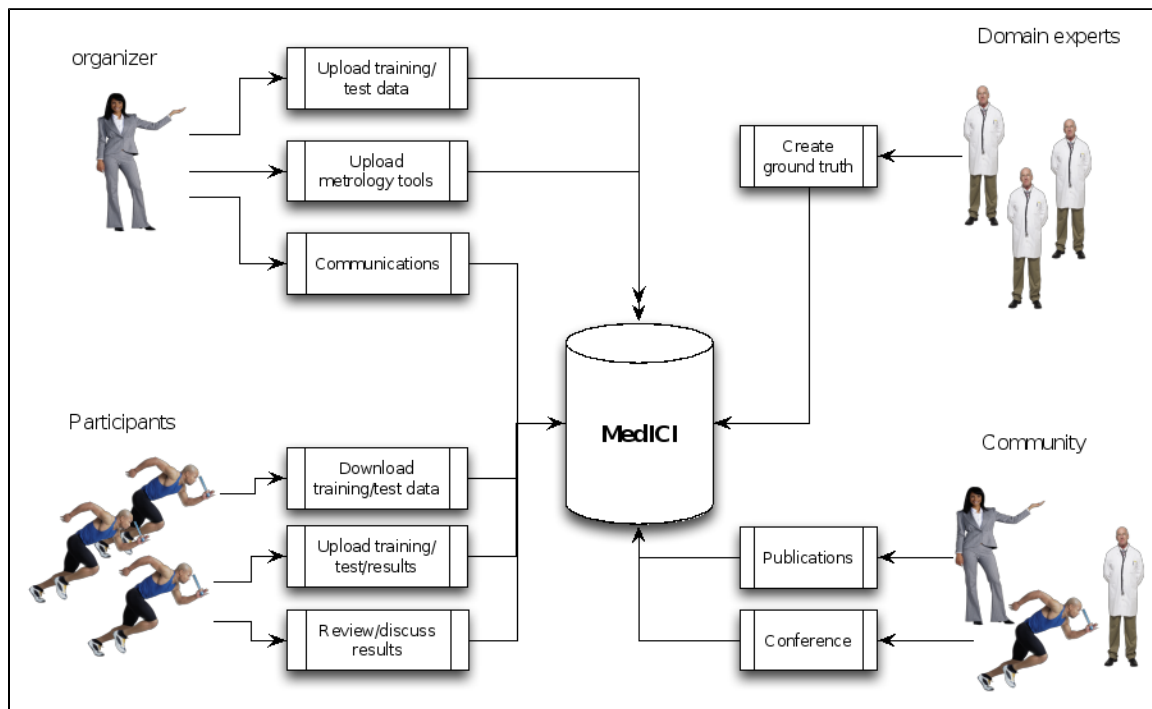 organizer
Upload training/
test data
Upload
metrology tools
Communications
Domain experts
Create
ground truth
MedICI
Participants
Download
training/test data
Upload training/
test/results
Review/discuss
results
Community
Publications
Conference